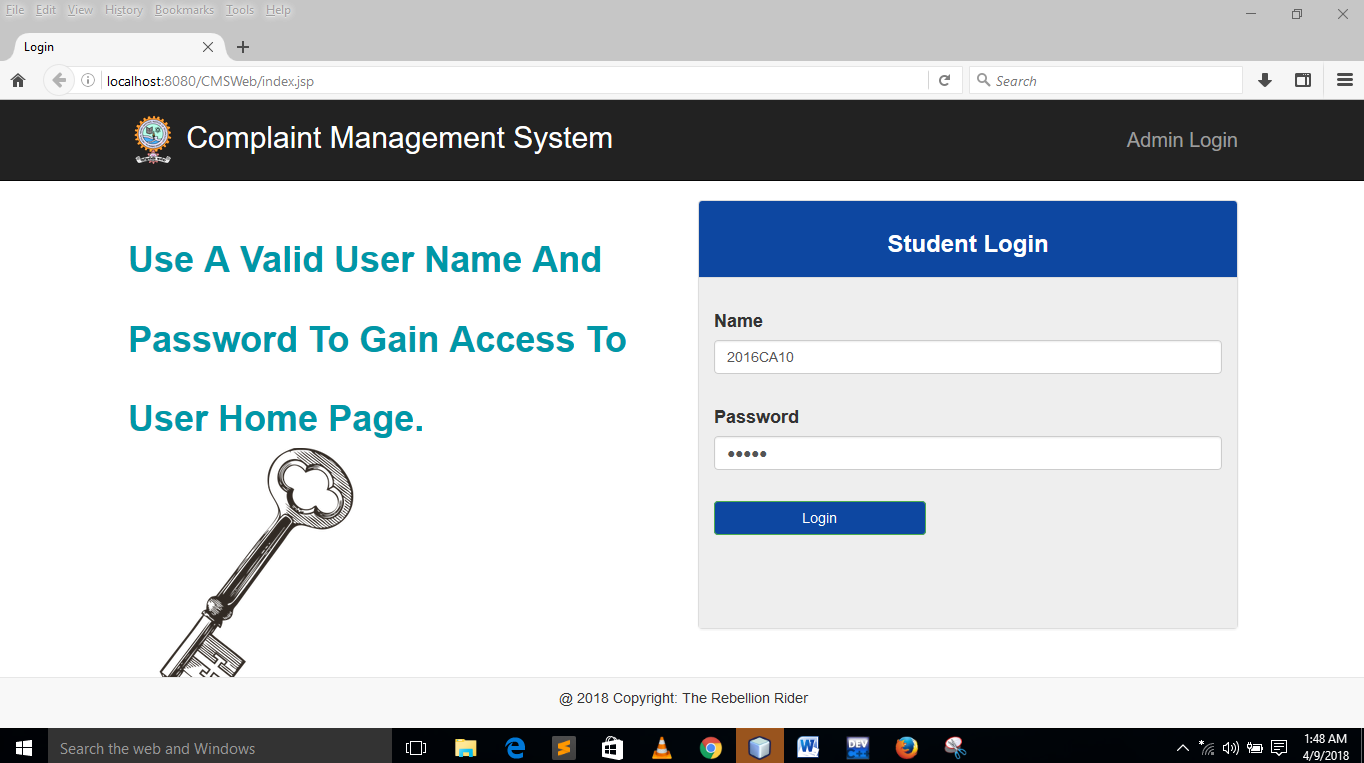 File Edit View History Bookmarks Tools Help
Login
localhost:8080/CMSWeb/index.jsp
Search
Complaint Management System
Admin Login
Use A Valid User Name And
Password To Gain Access To
User Home Page.
Student Login
Name
2016CA10
Password
•••••
Login
@ 2018 Copyright: The Rebellion Rider
Search the web and Windows
DEV
1:48 AM
4/9/2018